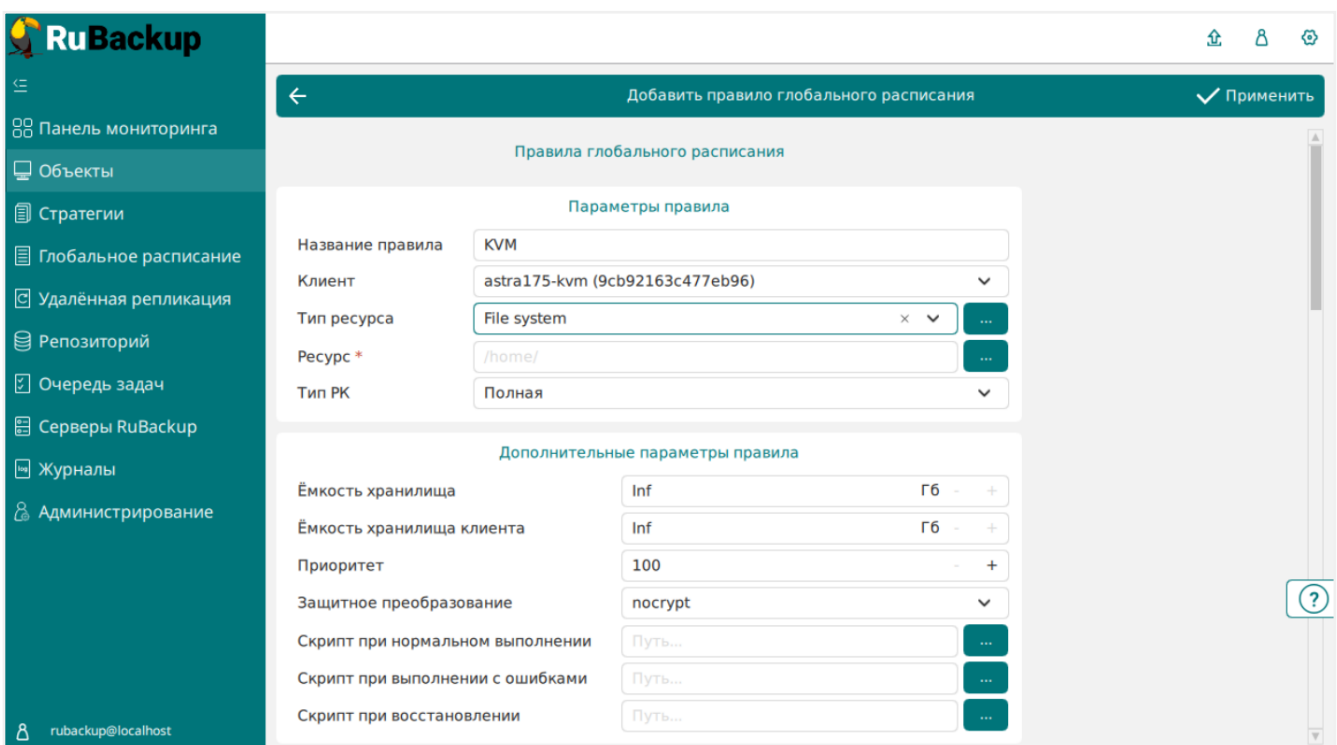 RuBackup
Панель мониторинга
Объекты
Стратегии
Глобальное расписание
Удалённая репликация
Репозиторий
Очередь задач
Серверы RuBackup
log Журналы
Администрирование
rubackup@localhost
Добавить правило глобального расписания
Применить
Правила глобального расписания
Параметры правила
Название правила KVM
Клиент astra175-kvm (9cb92163c477eb96)
Тип ресурса File system × ...
Ресурс * /home/ ...
Тип РК Полная
Дополнительные параметры правила
Ёмкость хранилища Inf Гб - +
Ёмкость хранилища клиента Inf Гб - +
Приоритет 100 - +
Защитное преобразование nocrypt
Скрипт при нормальном выполнении Путь... ...
Скрипт при выполнении с ошибками Путь... ...
Скрипт при восстановлении Путь... ...
?